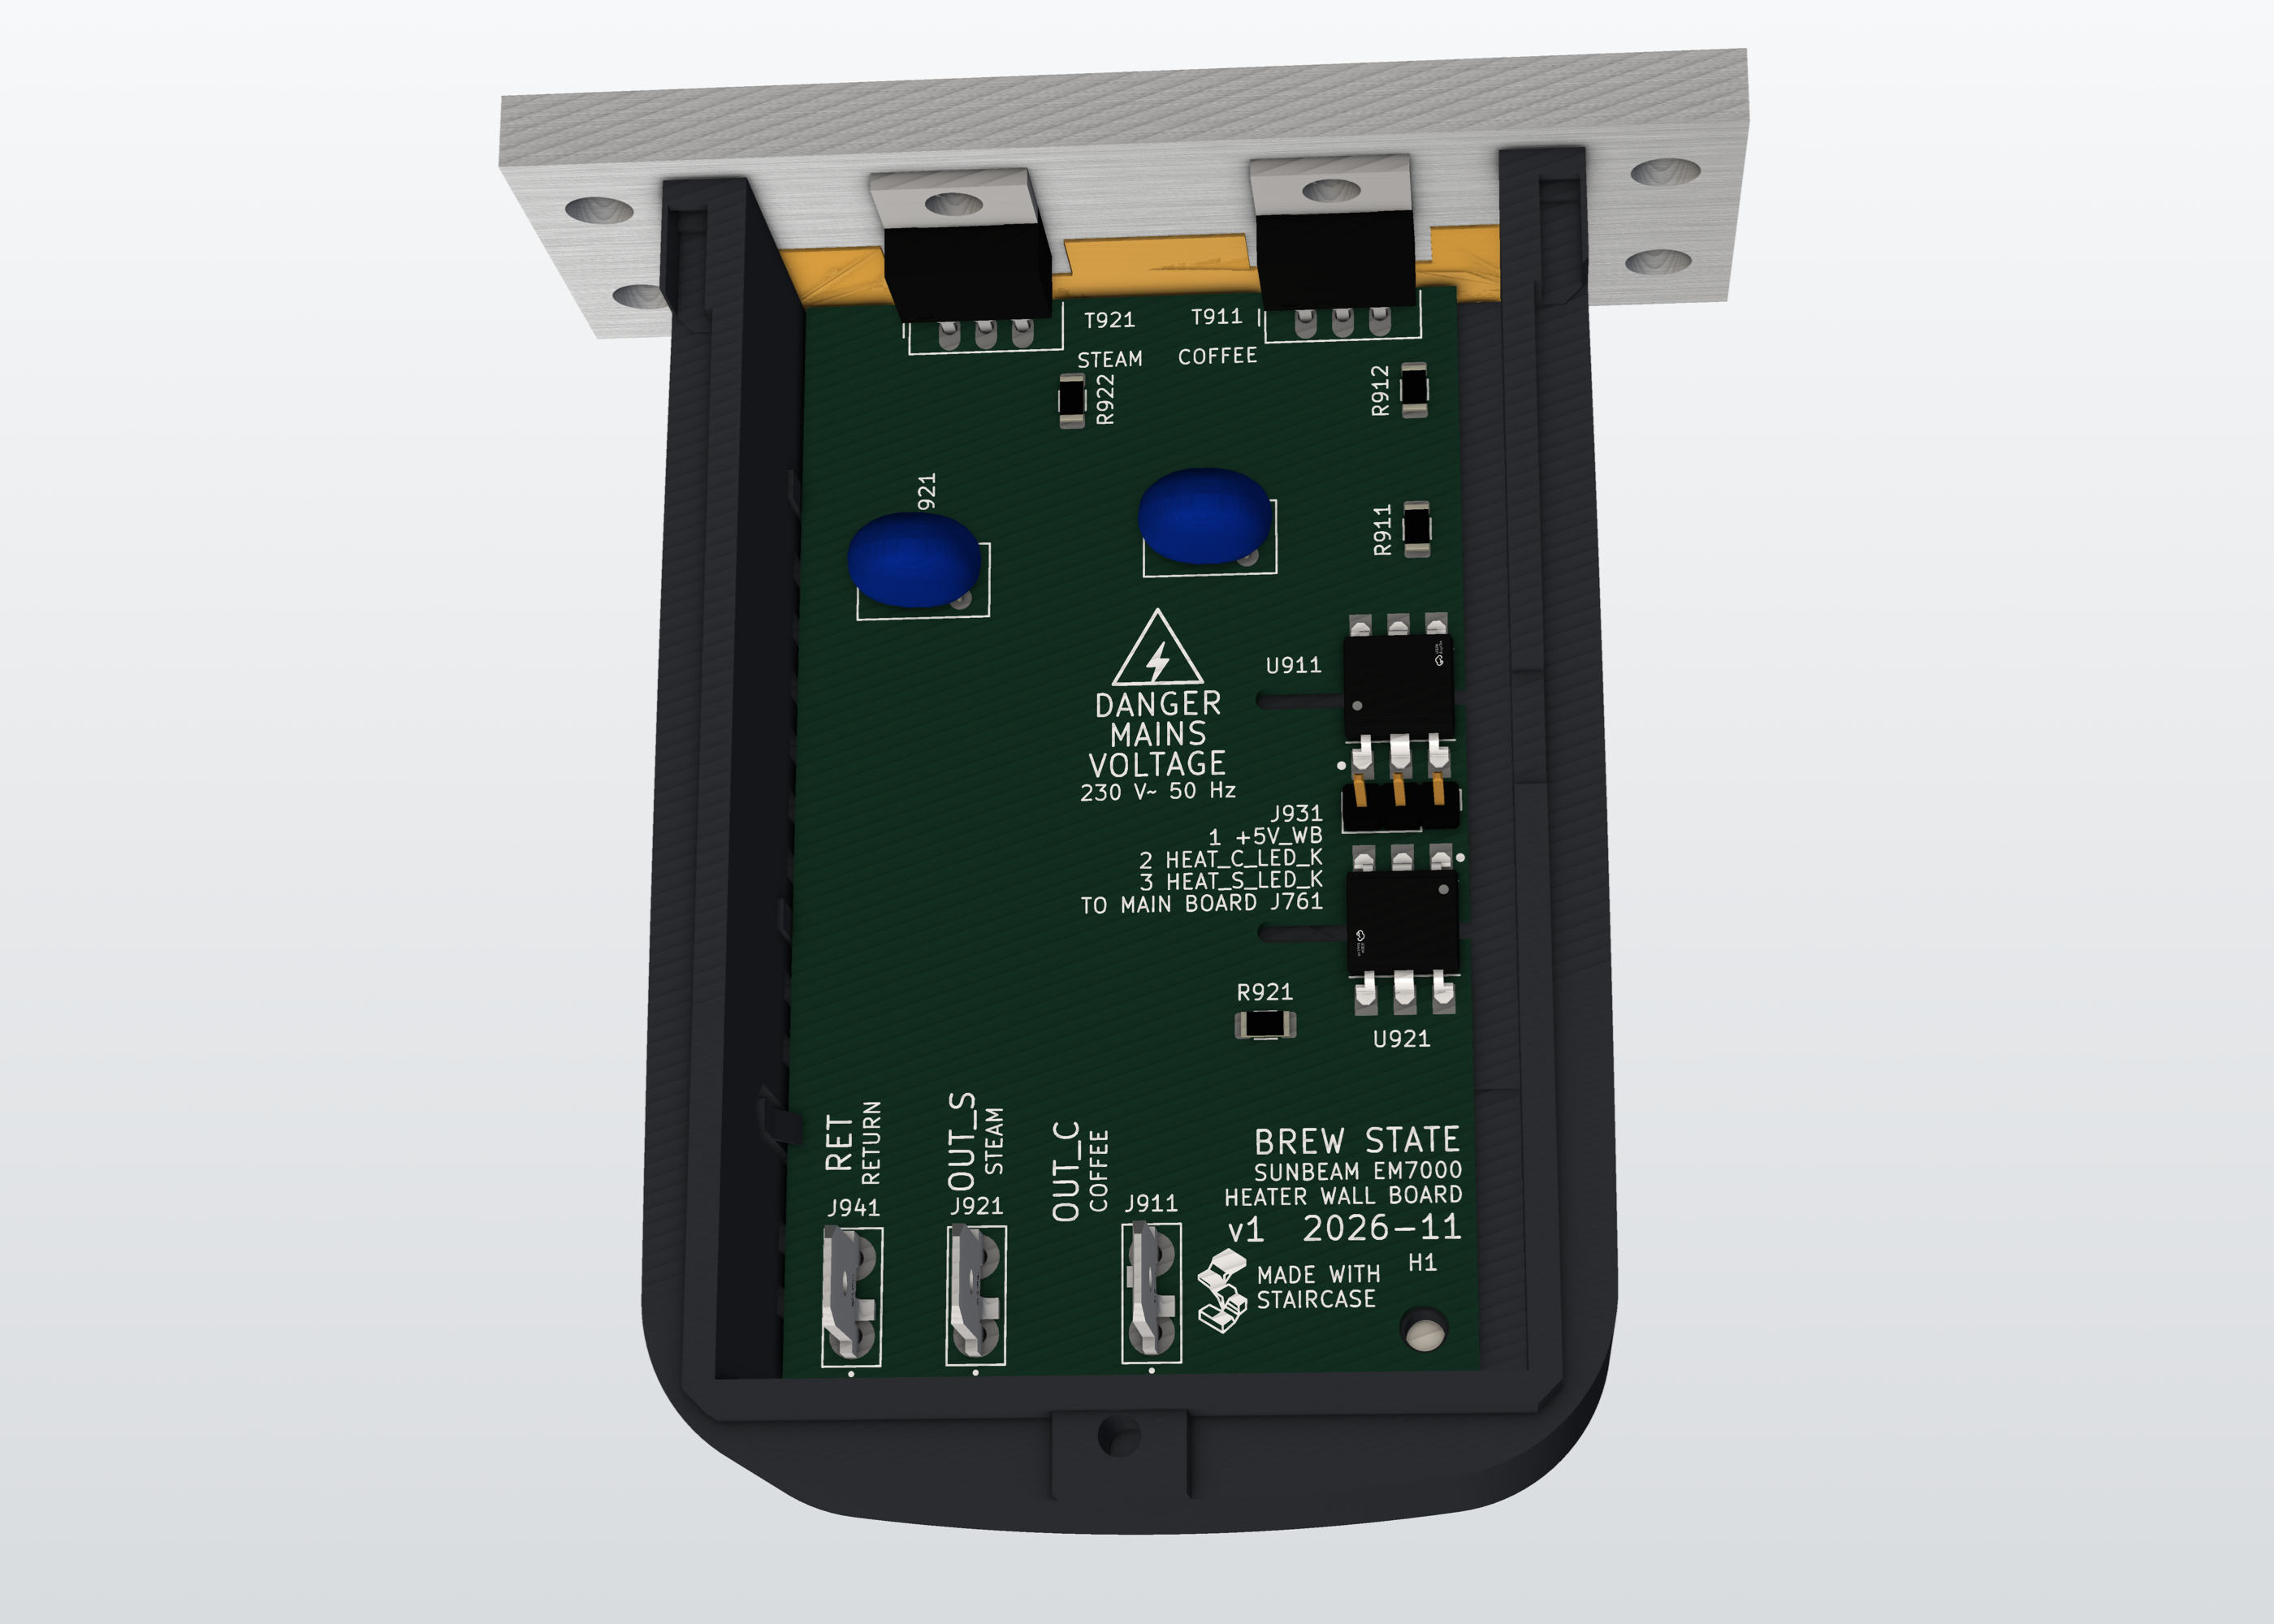 T921
T911
STEAM
COFFEE
R922
R912
921
R911
U911
DANGER
MAINS
VOLTAGE
230 V~ 50 Hz
J931
1 +5V_WB
2 HEAT_C_LED_K
3 HEAT_S_LED_K
TO MAIN BOARD J761
R921
U921
RET
RETURN
OUT_S
STEAM
OUT_C
COFFEE
J941
J921
J911
BREW STATE
SUNBEAM EM7000
HEATER WALL BOARD
v1 2026-11
H1
MADE WITH
STAIRCASE